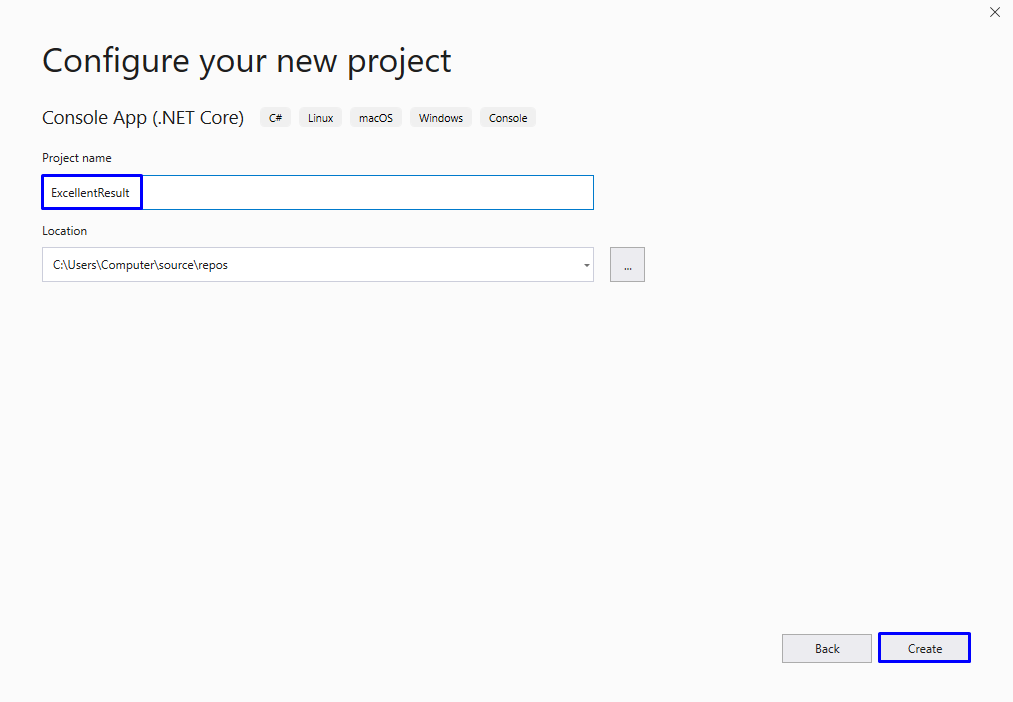 Configure your new project
Console App (.NET Core) C# Linux macOS Windows Console
Project name
ExcellentResult
Location
C:\Users\Computer\source\repos
...
Back Create